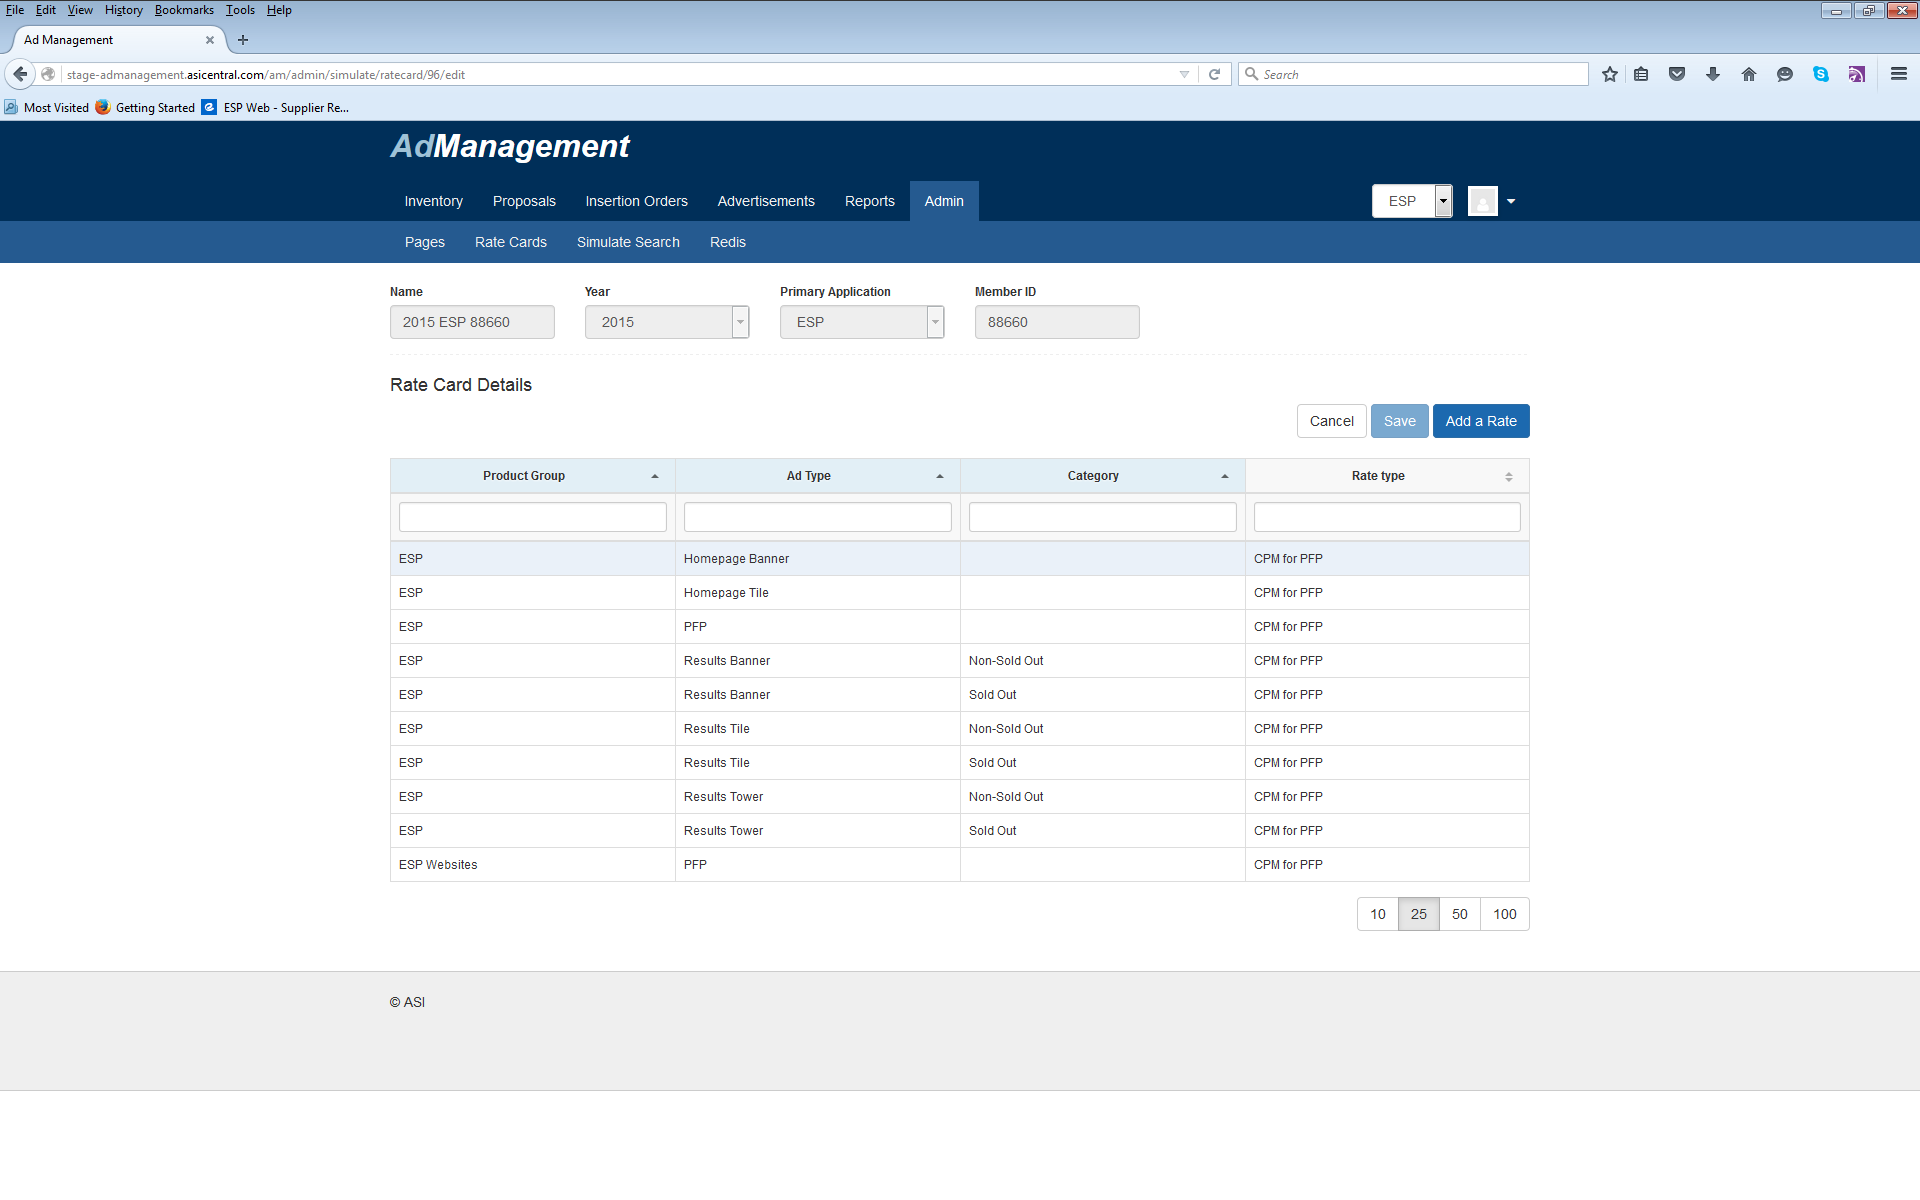 File Edit View History Bookmarks Tools Help
Ad Management
stage-admanagement.asicentral.com/am/admin/simulate/ratecard/96/edit
Search
Most Visited Getting Started ESP Web - Supplier Re...
AdManagement
Inventory Proposals Insertion Orders Advertisements Reports Admin ESP
Pages Rate Cards Simulate Search Redis
Name Year Primary Application Member ID
2015 ESP 88660 2015 ESP 88660
Rate Card Details
Cancel Save Add a Rate
Product Group Ad Type Category Rate type
ESP Homepage Banner CPM for PFP
ESP Homepage Tile CPM for PFP
ESP PFP CPM for PFP
ESP Results Banner Non-Sold Out CPM for PFP
ESP Results Banner Sold Out CPM for PFP
ESP Results Tile Non-Sold Out CPM for PFP
ESP Results Tile Sold Out CPM for PFP
ESP Results Tower Non-Sold Out CPM for PFP
ESP Results Tower Sold Out CPM for PFP
ESP Websites PFP CPM for PFP
10 25 50 100
© ASI